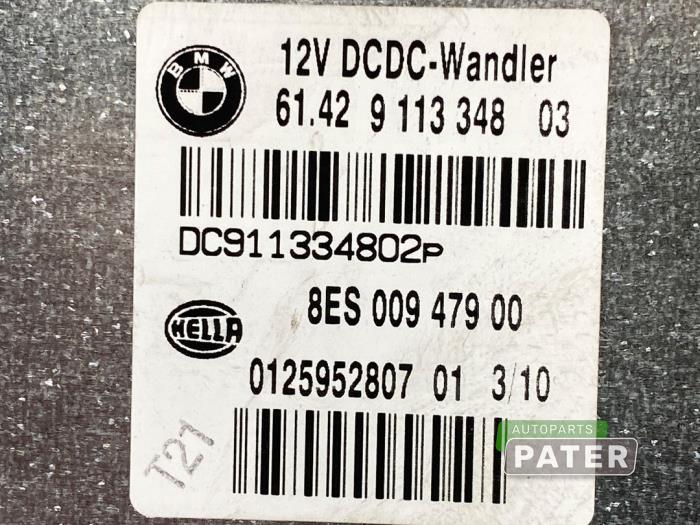 BMW
12V DCDC-Wandler
61.42 9 113 348 03
DC911334802P
8ES 009 479 00
HELLA
0125952807 01 3/10
T21
AUTOPARTS
PATER